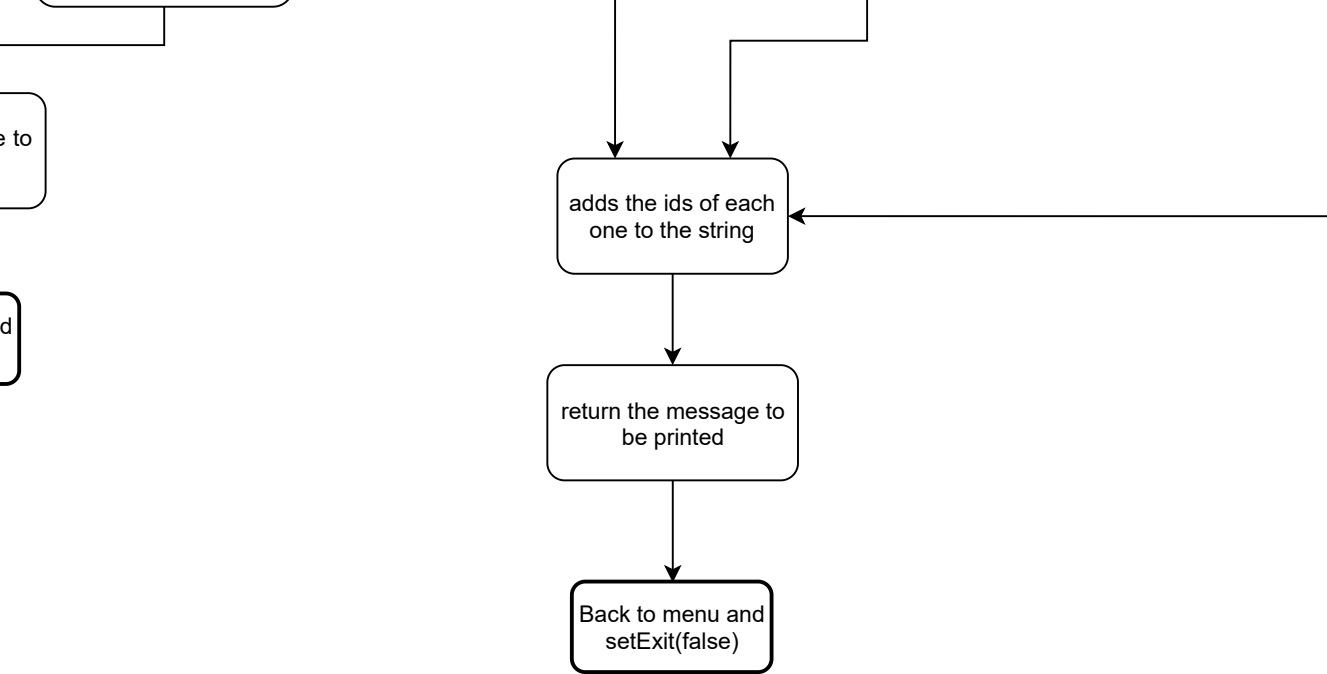 to
adds the ids of each
one to the string
d
return the message to
be printed
Back to menu and
setExit(false)